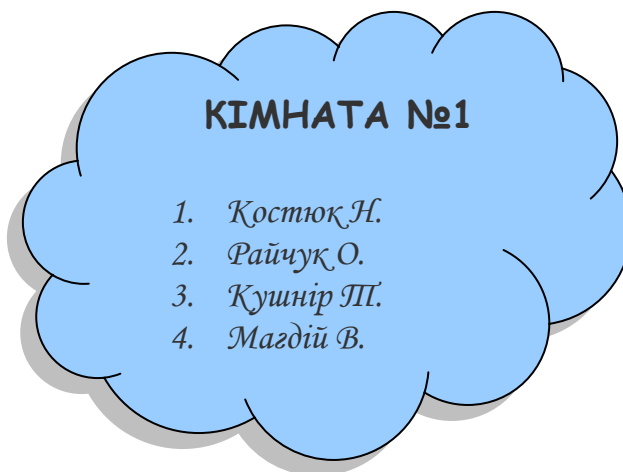 КІМНАТА №1
1. Костюк Н.
2. Райчук О.
3. Кушнір Т.
4. Магдій В.